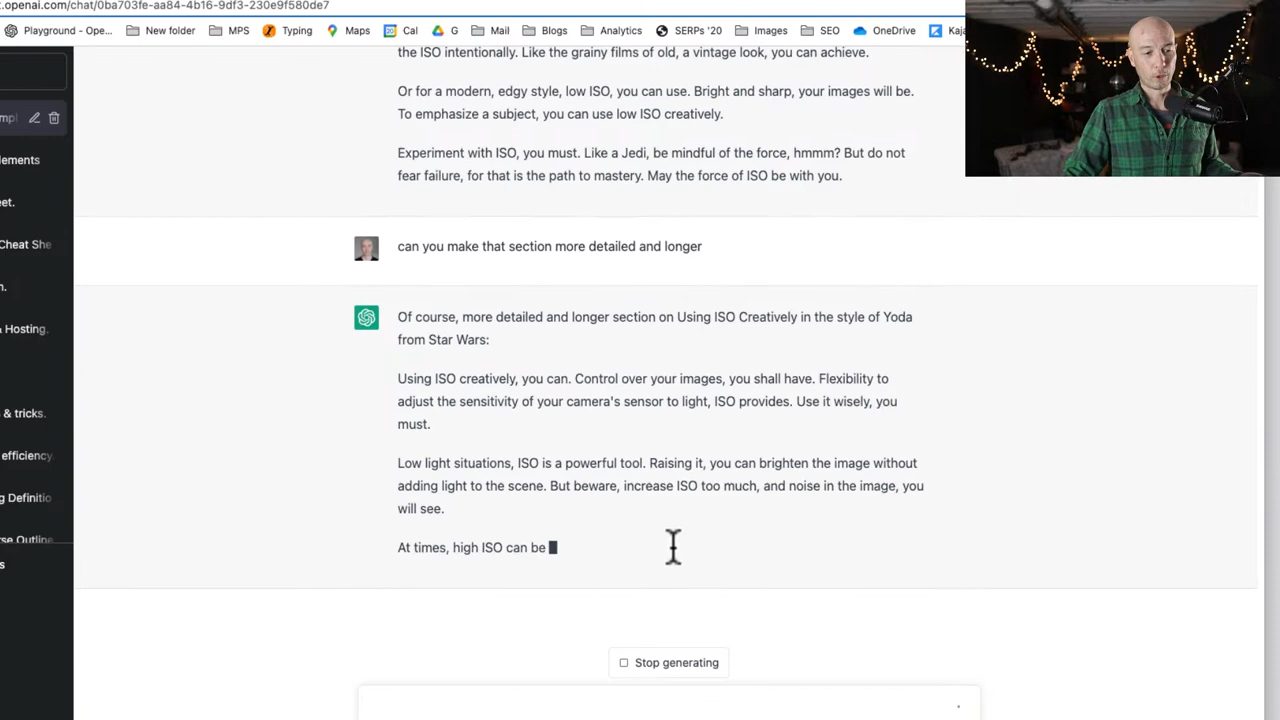 t.openai.com/chat/0ba703fe-aa84-4b16-9df3-230e9f580de7
Playground - Ope... New folder MPS Typing Maps Cal G Mail Blogs Analytics SERPs '20 Images SEO OneDrive Kaja
the ISO intentionally. Like the grainy films of old, a vintage look, you can achieve.
Or for a modern, edgy style, low ISO, you can use. Bright and sharp, your images will be.
To emphasize a subject, you can use low ISO creatively.
Experiment with ISO, you must. Like a Jedi, be mindful of the force, hmmm? But do not
fear failure, for that is the path to mastery. May the force of ISO be with you.
mpl
lements
eet.
Cheat She
n.
& Hosting.
& tricks.
efficiency
ng Definitio
rse Outline
s
can you make that section more detailed and longer
Of course, more detailed and longer section on Using ISO Creatively in the style of Yoda
from Star Wars:
Using ISO creatively, you can. Control over your images, you shall have. Flexibility to
adjust the sensitivity of your camera's sensor to light, ISO provides. Use it wisely, you
must.
Low light situations, ISO is a powerful tool. Raising it, you can brighten the image without
adding light to the scene. But beware, increase ISO too much, and noise in the image, you
will see.
At times, high ISO can be
Stop generating